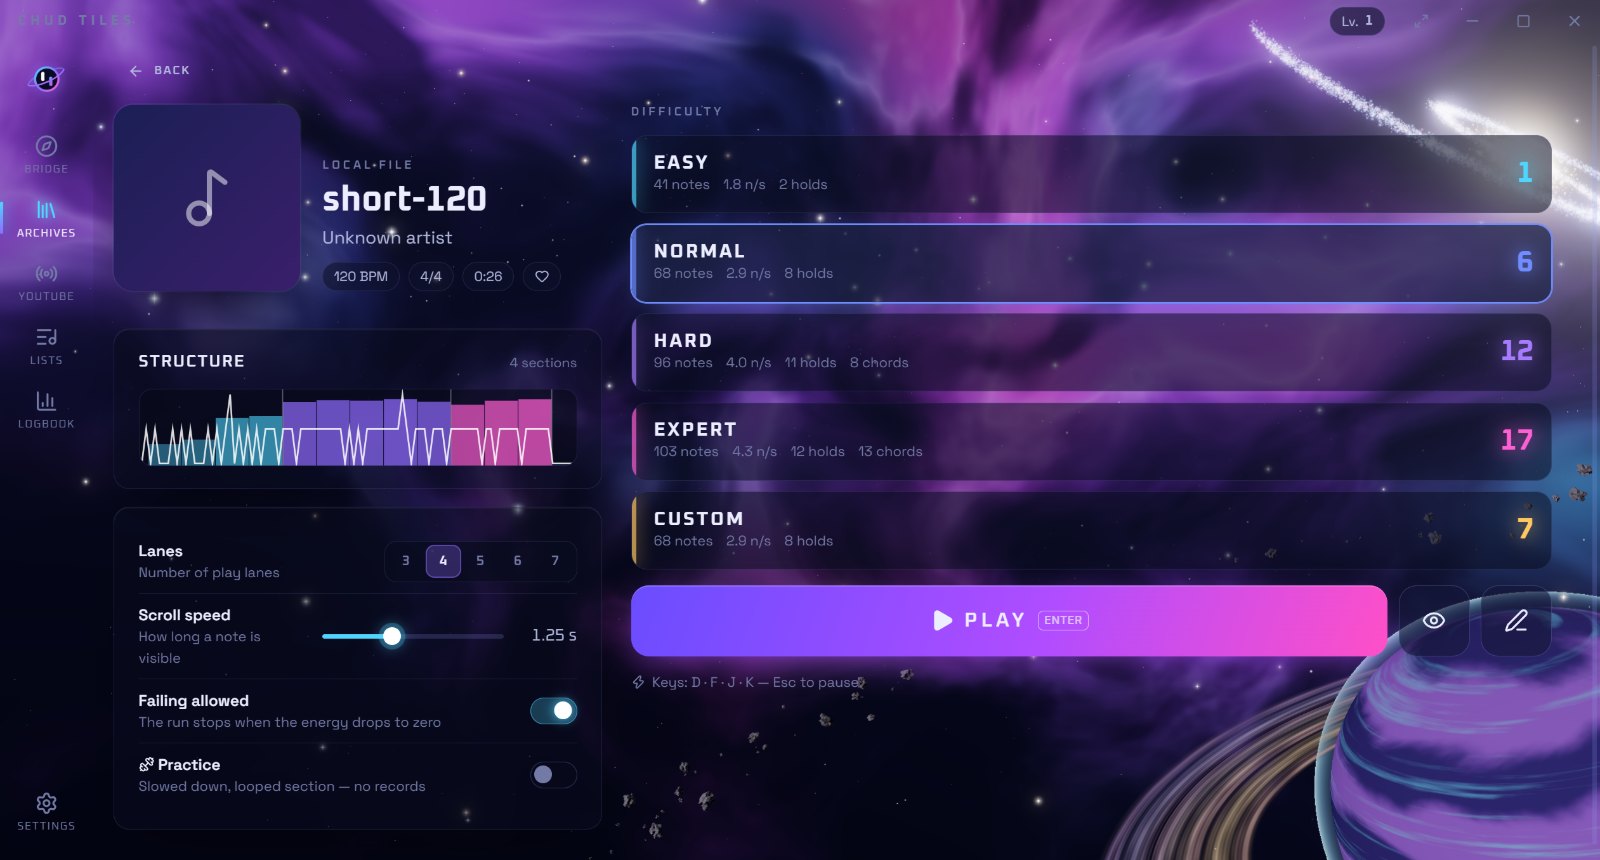 CHUD TILES
Lv. 1
BACK
BRIDGE
ARCHIVES
YOUTUBE
LISTS
LOGBOOK
SETTINGS
LOCAL FILE
short-120
Unknown artist
120 BPM
4/4
0:26
STRUCTURE
4 sections
Lanes
Number of play lanes
3 4 5 6 7
Scroll speed
How long a note is
visible
1.25 s
Failing allowed
The run stops when the energy drops to zero
Practice
Slowed down, looped section — no records
DIFFICULTY
EASY
41 notes 1.8 n/s 2 holds
1
NORMAL
68 notes 2.9 n/s 8 holds
6
HARD
96 notes 4.0 n/s 11 holds 8 chords
12
EXPERT
103 notes 4.3 n/s 12 holds 13 chords
17
CUSTOM
68 notes 2.9 n/s 8 holds
7
PLAY ENTER
Keys: D · F · J · K — Esc to pause